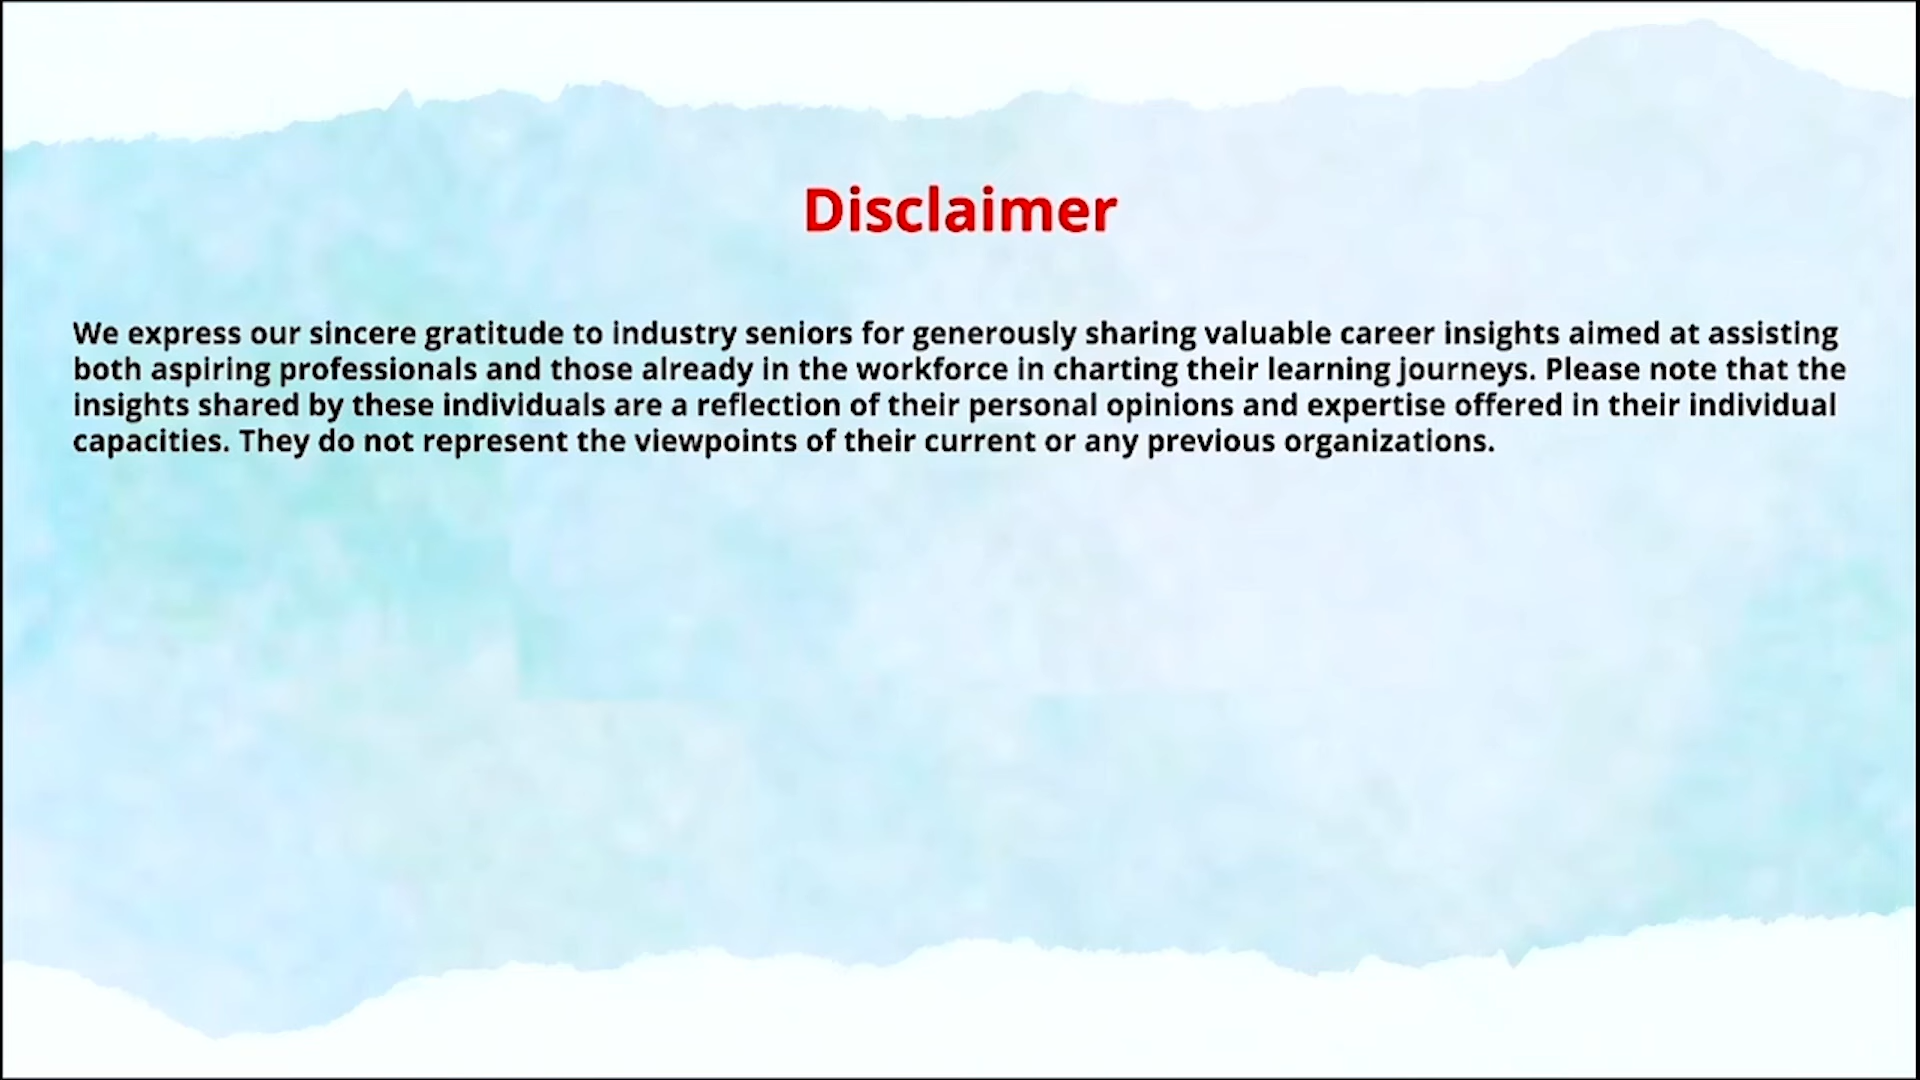 Disclaimer
We express our sincere gratitude to industry seniors for generously sharing valuable career insights aimed at assisting
both aspiring professionals and those already in the workforce in charting their learning journeys. Please note that the
insights shared by these individuals are a reflection of their personal opinions and expertise offered in their individual
capacities. They do not represent the viewpoints of their current or any previous organizations.